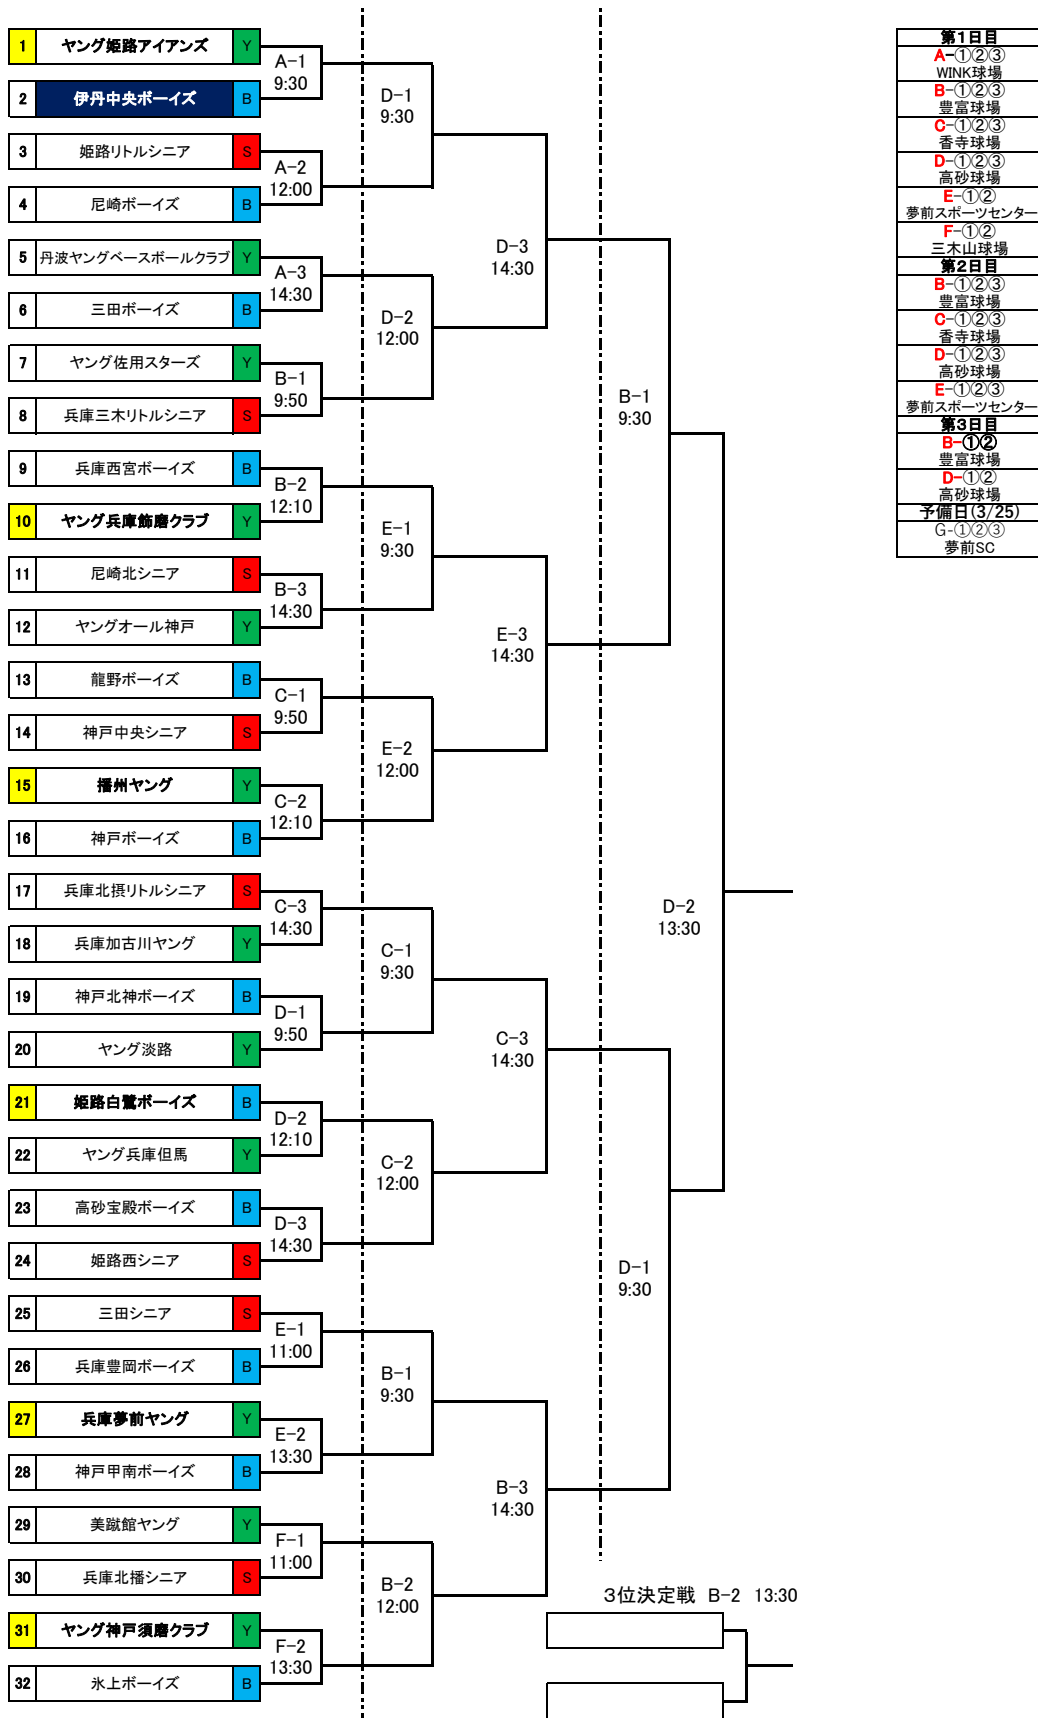 1 ヤング姫路アイアンズ Y
2 伊丹中央ボーイズ B
A-1
9:30
3 姫路リトルシニア S
4 尼崎ボーイズ B
A-2
12:00
5 丹波ヤングベースボールクラブ Y
6 三田ボーイズ B
A-3
14:30
7 ヤング佐用スターズ Y
8 兵庫三木リトルシニア S
B-1
9:50
9 兵庫西宮ボーイズ B
10 ヤング兵庫飾磨クラブ Y
B-2
12:10
11 尼崎北シニア S
12 ヤングオール神戸 Y
B-3
14:30
13 龍野ボーイズ B
14 神戸中央シニア S
C-1
9:50
15 播州ヤング Y
16 神戸ボーイズ B
C-2
12:10
17 兵庫北摂リトルシニア S
18 兵庫加古川ヤング Y
C-3
14:30
19 神戸北神ボーイズ B
20 ヤング淡路 Y
D-1
9:50
21 姫路白鷺ボーイズ B
22 ヤング兵庫但馬 Y
D-2
12:10
23 高砂宝殿ボーイズ B
24 姫路西シニア S
D-3
14:30
25 三田シニア S
26 兵庫豊岡ボーイズ B
E-1
11:00
27 兵庫夢前ヤング Y
28 神戸甲南ボーイズ B
E-2
13:30
29 美蹴館ヤング Y
30 兵庫北播シニア S
F-1
11:00
31 ヤング神戸須磨クラブ Y
32 氷上ボーイズ B
F-2
13:30
D-1
9:30
D-2
12:00
E-1
9:30
E-2
12:00
C-1
9:30
C-2
12:00
B-1
9:30
B-2
12:00
D-3
14:30
E-3
14:30
C-3
14:30
B-3
14:30
B-1
9:30
D-1
9:30
D-2
13:30
3位決定戦 B-2 13:30
第1日目
A-①②③
WINK球場
B-①②③
豊富球場
C-①②③
香寺球場
D-①②③
高砂球場
E-①②
夢前スポーツセンター
F-①②
三木山球場
第2日目
B-①②③
豊富球場
C-①②③
香寺球場
D-①②③
高砂球場
E-①②③
夢前スポーツセンター
第3日目
B-①②
豊富球場
D-①②
高砂球場
予備日(3/25)
G-①②③
夢前SC